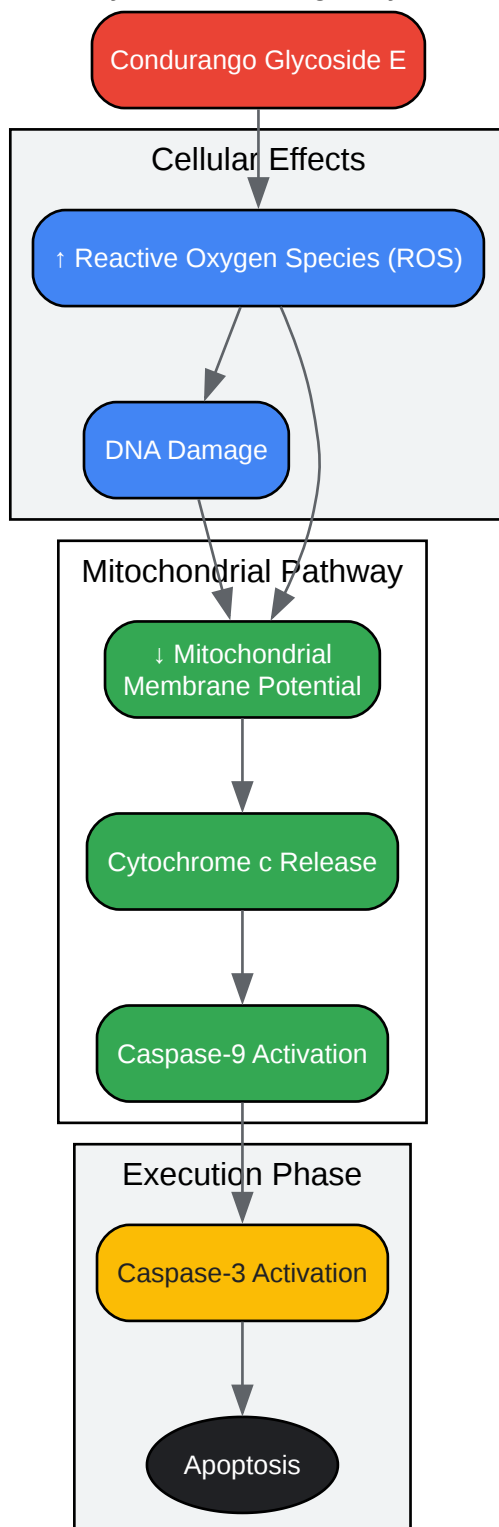 Condurango Glycoside E
Cellular Effects
↑ Reactive Oxygen Species (ROS)
DNA Damage
Mitochondrial Pathway
↓ Mitochondrial
Membrane Potential
Cytochrome c Release
Caspase-9 Activation
Execution Phase
Caspase-3 Activation
Apoptosis